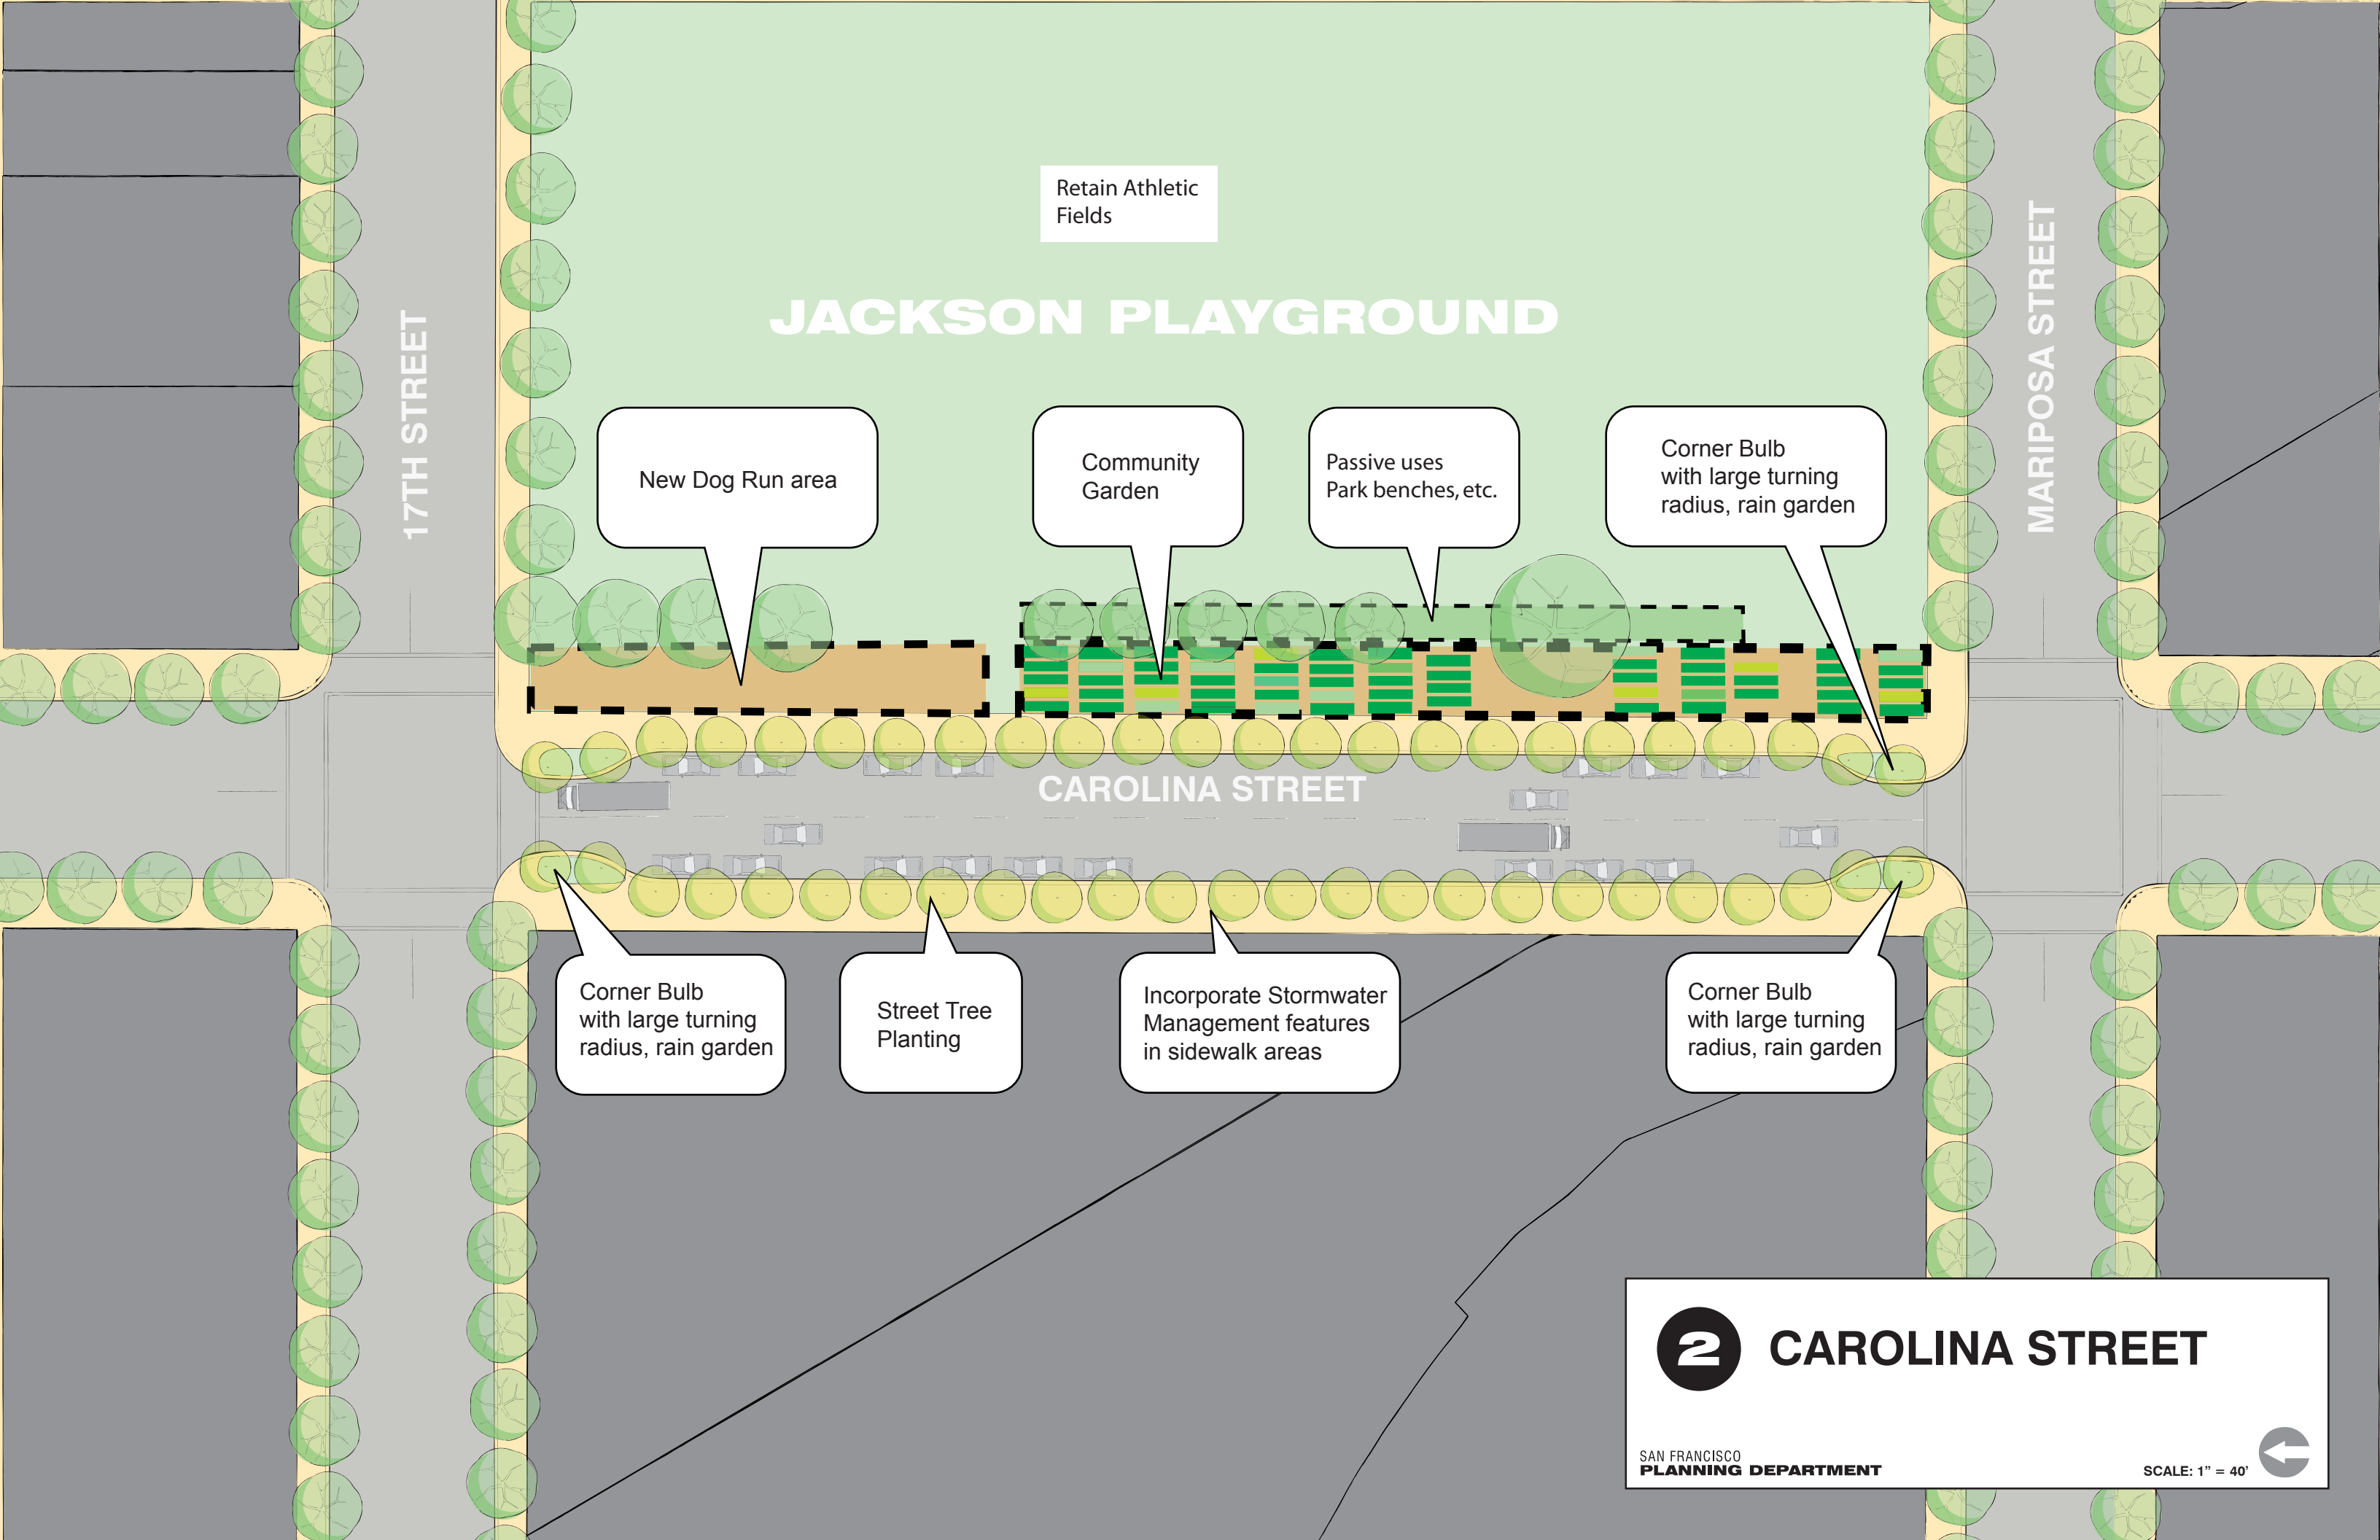 Retain Athletic
Fields
JACKSON PLAYGROUND
17TH STREET
MARIPOSA STREET
New Dog Run area
Community
Garden
Passive uses
Park benches, etc.
Corner Bulb
with large turning
radius, rain garden
CAROLINA STREET
Corner Bulb
with large turning
radius, rain garden
Street Tree
Planting
Incorporate Stormwater
Management features
in sidewalk areas
Corner Bulb
with large turning
radius, rain garden
2 CAROLINA STREET
SAN FRANCISCO
PLANNING DEPARTMENT
SCALE: 1” = 40’